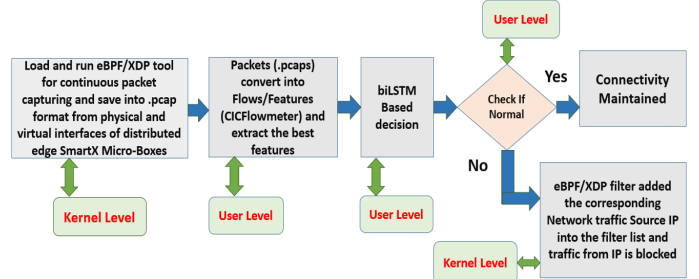 Load and run eBPF/XDP tool
for continuous packet
capturing and save into .pcap
format from physical and
virtual interfaces of distributed
edge SmartX Micro-Boxes
Kernel Level
Packets (.pcaps)
convert into
Flows/Features
(CICFlowmeter) and
extract the best
features
User Level
biLSTM
Based
decision
User Level
User Level
Check If
Normal
Yes
Connectivity
Maintained
No
eBPF/XDP filter added
the corresponding
Network traffic Source IP
into the filter list and
traffic from IP is blocked
Kernel Level